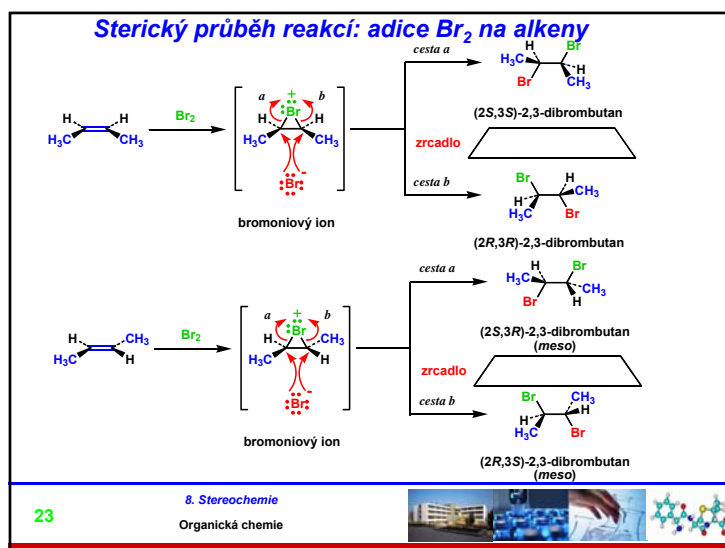 Sterický průběh reakcí: adice Br2 na alkeny
H H
H3C CH3
Br2
a b
+
Br
H H
H3C CH3
Br -
bromoniový ion
cesta a
H Br
H3C H
Br CH3
(2S,3S)-2,3-dibrombutan
zrcadlo
cesta b
Br H
H CH3
H3C Br
(2R,3R)-2,3-dibrombutan
H CH3
H3C H
Br2
a b
+
Br
H CH3
H3C H
Br -
bromoniový ion
cesta a
H Br
H3C CH3
Br H
(2S,3R)-2,3-dibrombutan
(meso)
zrcadlo
cesta b
Br CH3
H H
H3C Br
(2R,3S)-2,3-dibrombutan
(meso)
23
8. Stereochemie
Organická chemie